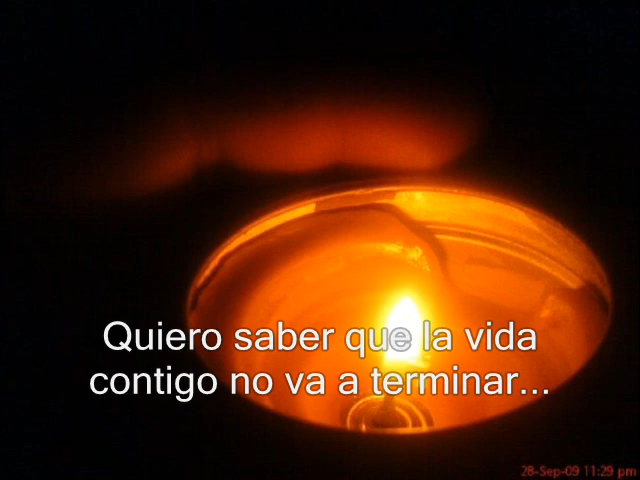 Quiero saber que la vida
contigo no va a terminar...
28-Sep-09 11:29 pm